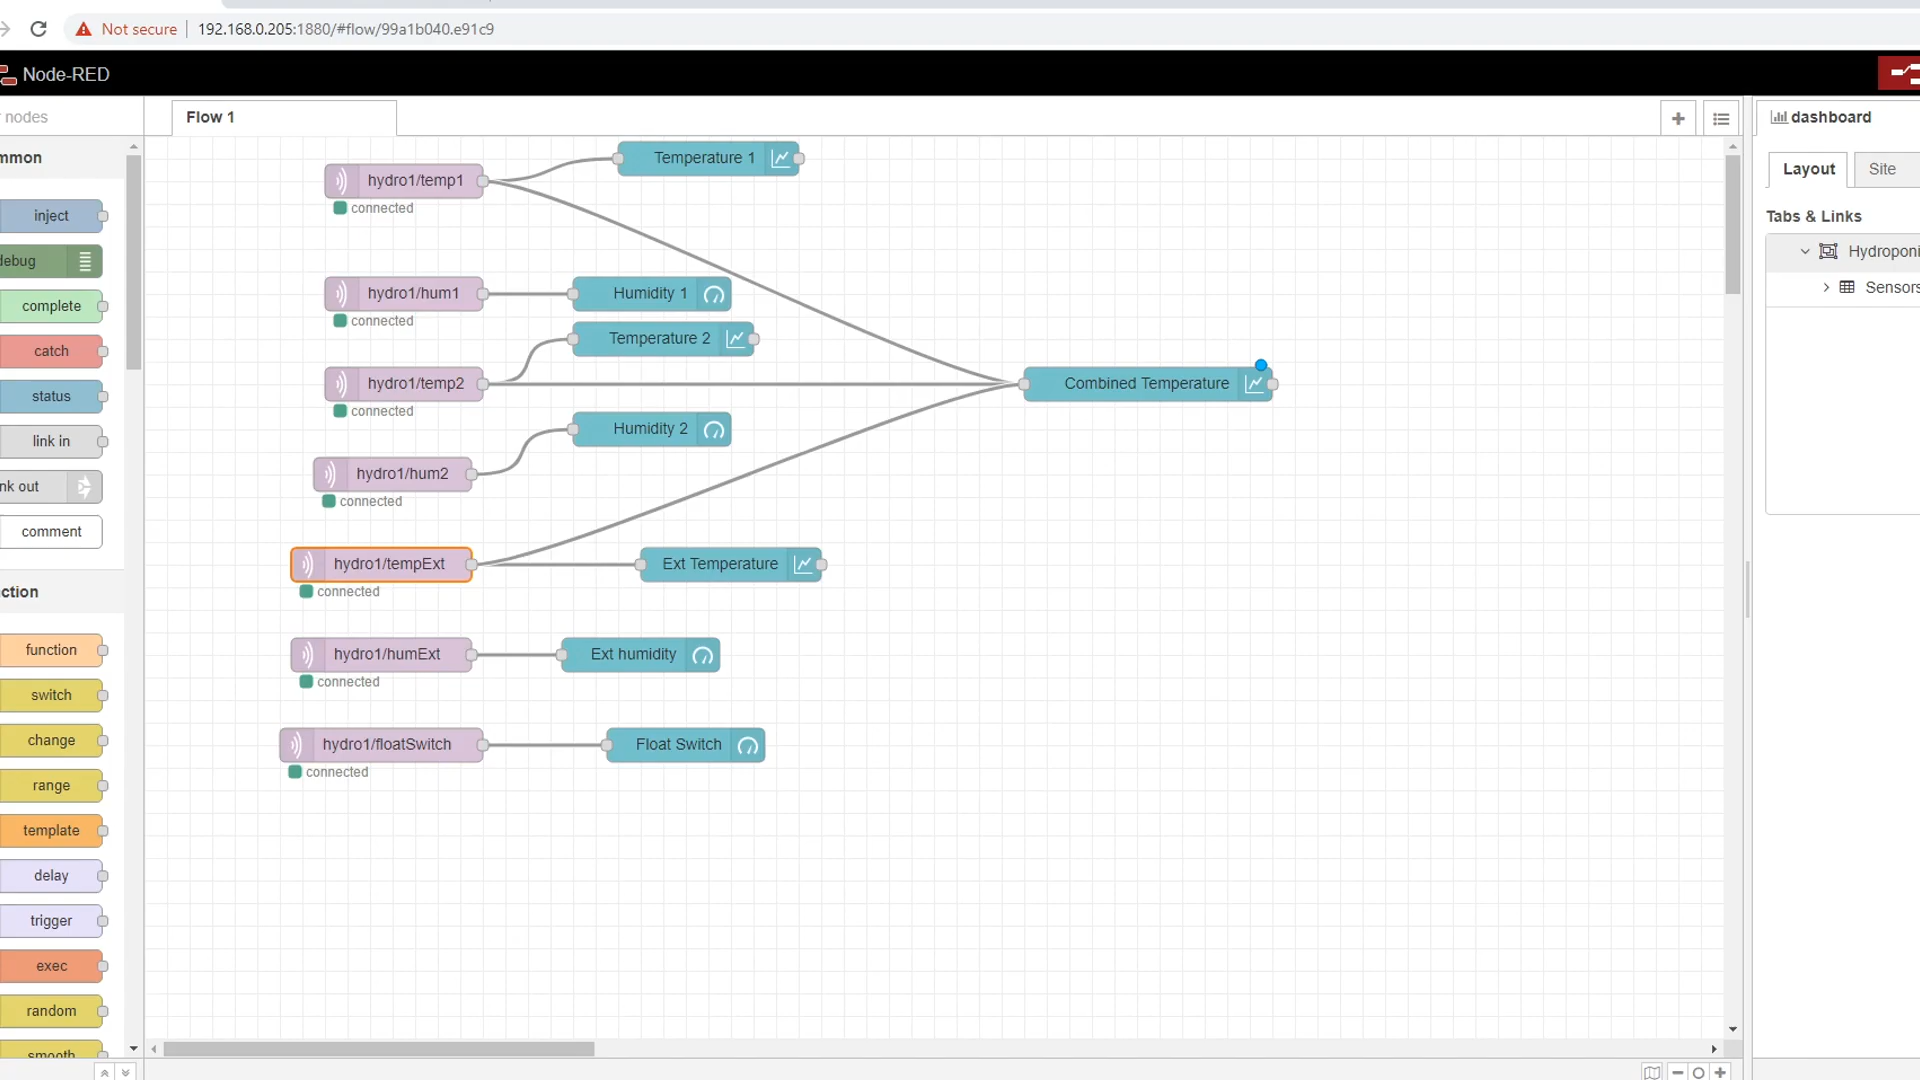 Not secure 192.168.0.205:1880/#flow/99a1b040.e91c9
Node-RED
nodes
Flow 1
dashboard
Layout Site
Tabs & Links
Hydroponi
Sensors
mmon
inject
debug
complete
catch
status
link in
nk out
comment
ction
function
switch
change
range
template
delay
trigger
exec
random
smooth
Temperature 1
hydro1/temp1
connected
hydro1/hum1 Humidity 1
connected
Temperature 2
hydro1/temp2 Combined Temperature
connected
Humidity 2
hydro1/hum2
connected
hydro1/tempExt Ext Temperature
connected
hydro1/humExt Ext humidity
connected
hydro1/floatSwitch Float Switch
connected